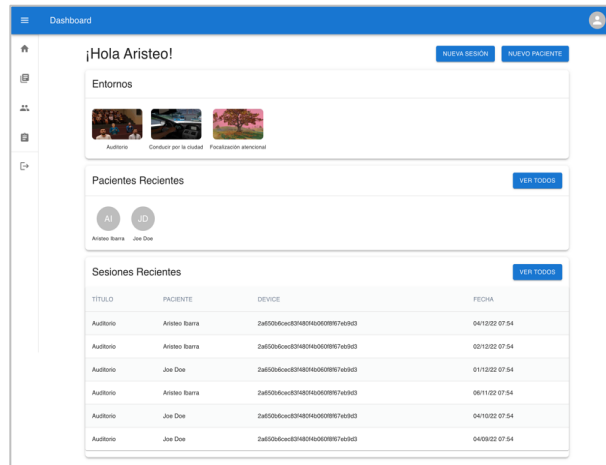 Dashboard
¡Hola Aristeo!
NUEVA SESIÓN
NUEVO PACIENTE
Entornos
Auditorio
Conducir por la ciudad
Focalización atencional
Pacientes Recientes
VER TODOS
AI
JD
Aristeo Ibarra
Joe Doe
Sesiones Recientes
VER TODOS
TÍTULO PACIENTE DEVICE FECHA
Auditorio Aristeo Ibarra 2a650b6cec83f480f4b060f8f67eb9d3 04/12/22 07:54
Auditorio Aristeo Ibarra 2a650b6cec83f480f4b060f8f67eb9d3 02/12/22 07:54
Auditorio Joe Doe 2a650b6cec83f480f4b060f8f67eb9d3 01/12/22 07:54
Auditorio Aristeo Ibarra 2a650b6cec83f480f4b060f8f67eb9d3 06/11/22 07:54
Auditorio Joe Doe 2a650b6cec83f480f4b060f8f67eb9d3 04/10/22 07:54
Auditorio Joe Doe 2a650b6cec83f480f4b060f8f67eb9d3 04/09/22 07:54